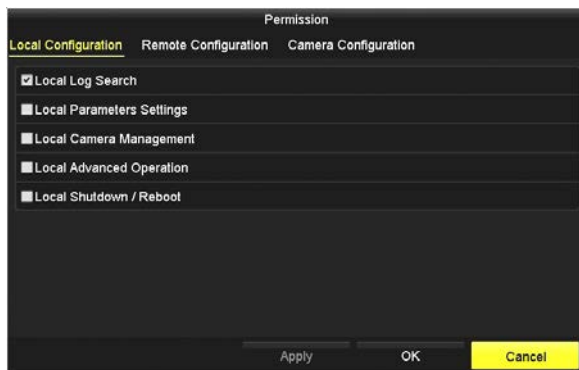 Permission
Local Configuration Remote Configuration Camera Configuration
Local Log Search
Local Parameters Settings
Local Camera Management
Local Advanced Operation
Local Shutdown / Reboot
Apply OK Cancel